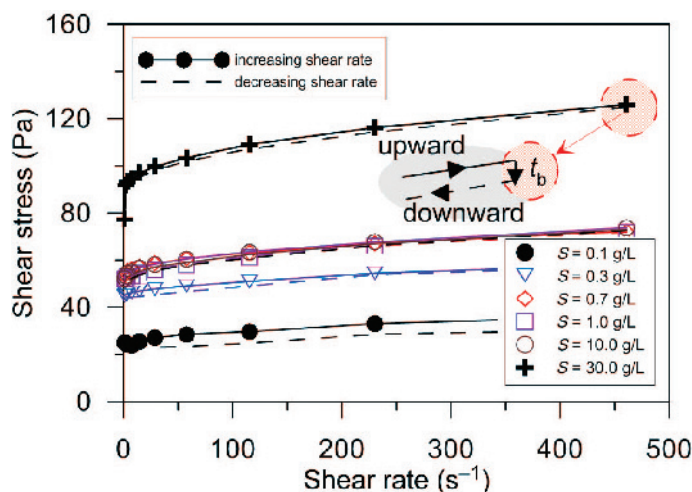 160
120
80
40
0
Shear stress (Pa)
increasing shear rate
decreasing shear rate
upward
tb
downward
S = 0.1 g/L
S = 0.3 g/L
S = 0.7 g/L
S = 1.0 g/L
S = 10.0 g/L
S = 30.0 g/L
0 100 200 300 400 500
Shear rate (s⁻¹)